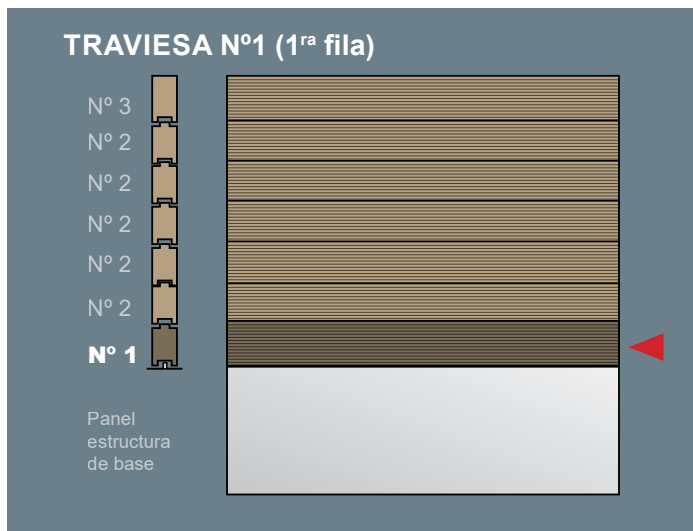 TRAVIESA Nº1 (1ra fila)
Nº 3
Nº 2
Nº 2
Nº 2
Nº 2
Nº 2
Nº 1
Panel
estructura
de base